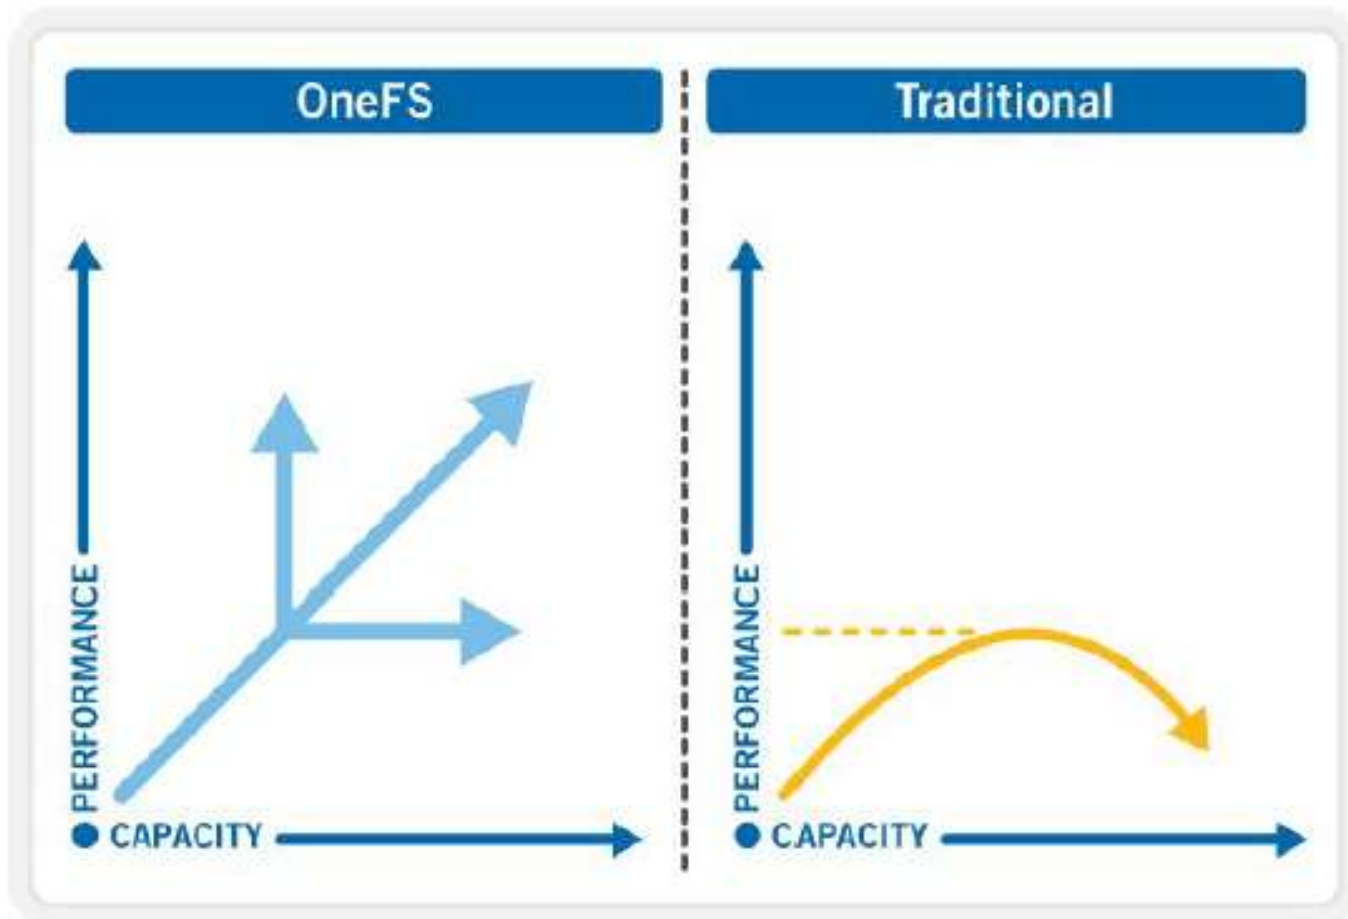 OneFS
PERFORMANCE
CAPACITY
Traditional
PERFORMANCE
CAPACITY